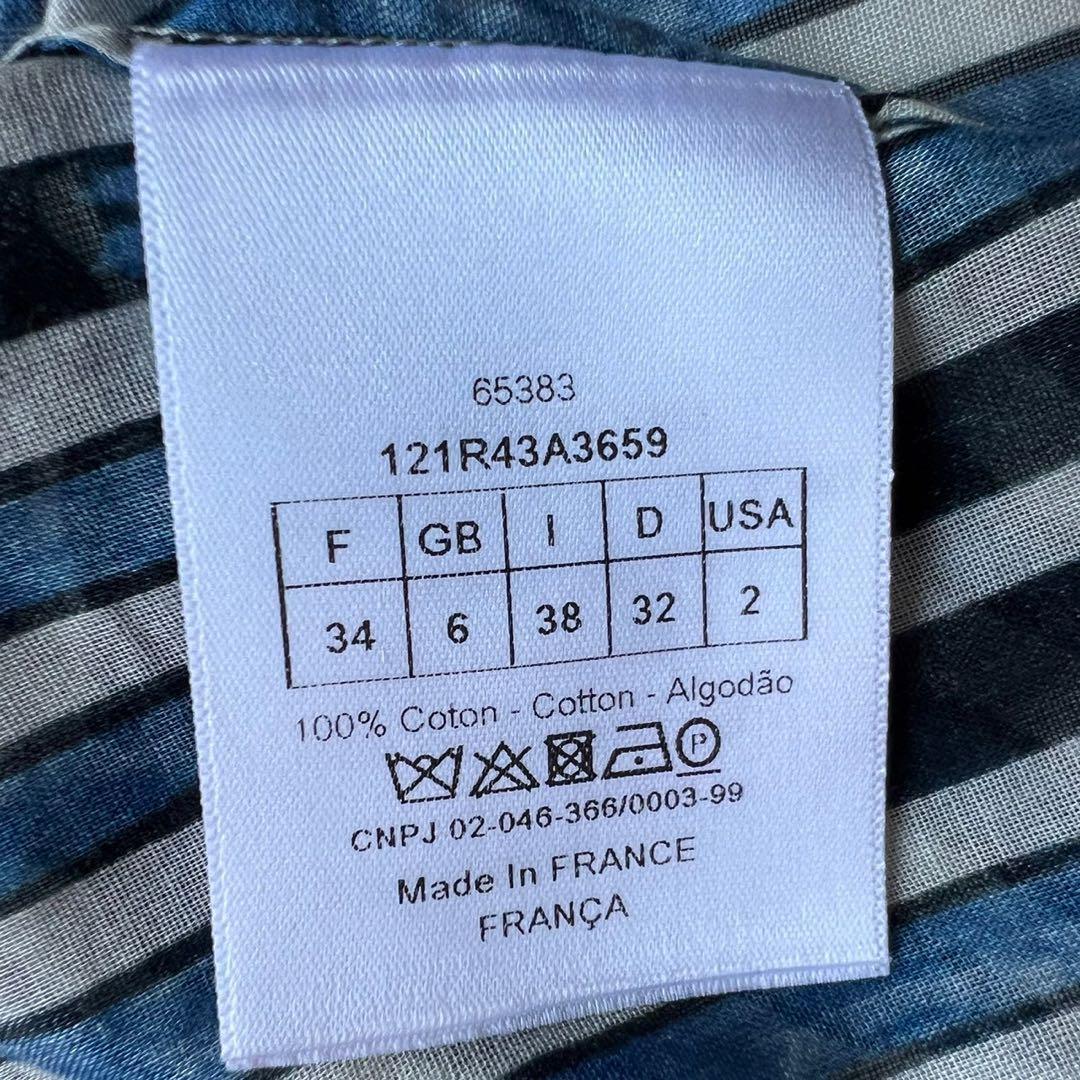 65383
121R43A3659
F GB I D USA
34 6 38 32 2
100% Coton - Cotton - Algodão
P
CNPJ 02-046-366/0003-99
Made In FRANCE
FRANÇA